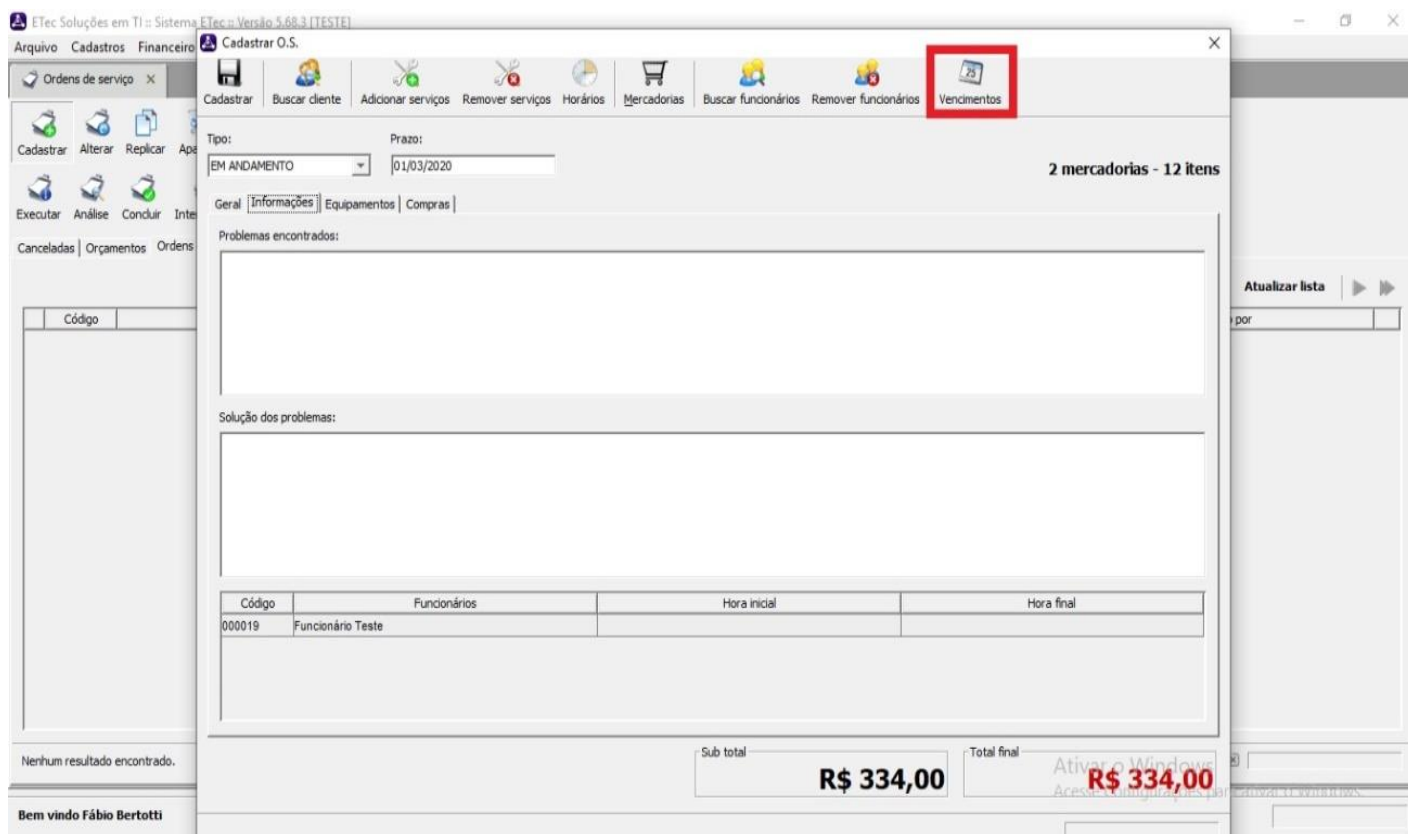 ETec Soluções em TI :: Sistema ETec :: Versão 5.68.3 [TESTE]
Arquivo Cadastros Financeiro
Ordens de serviço
Cadastrar Alterar Replicar Apa
Executar Análise Concluir Inte
Canceladas Orçamentos Ordens
Código
Nenhum resultado encontrado.
Bem vindo Fábio Bertotti
Cadastrar O.S.
Cadastrar Buscar cliente Adicionar serviços Remover serviços Horários Mercadorias Buscar funcionários Remover funcionários 25 Vencimentos
Tipo: Prazo:
EM ANDAMENTO 01/03/2020
2 mercadorias - 12 itens
Geral Informações Equipamentos Compras
Problemas encontrados:
Solução dos problemas:
Código Funcionários Hora inicial Hora final
000019 Funcionário Teste
Sub total Total final
R$ 334,00 R$ 334,00
Atualizar lista
por
Ativar o Windows